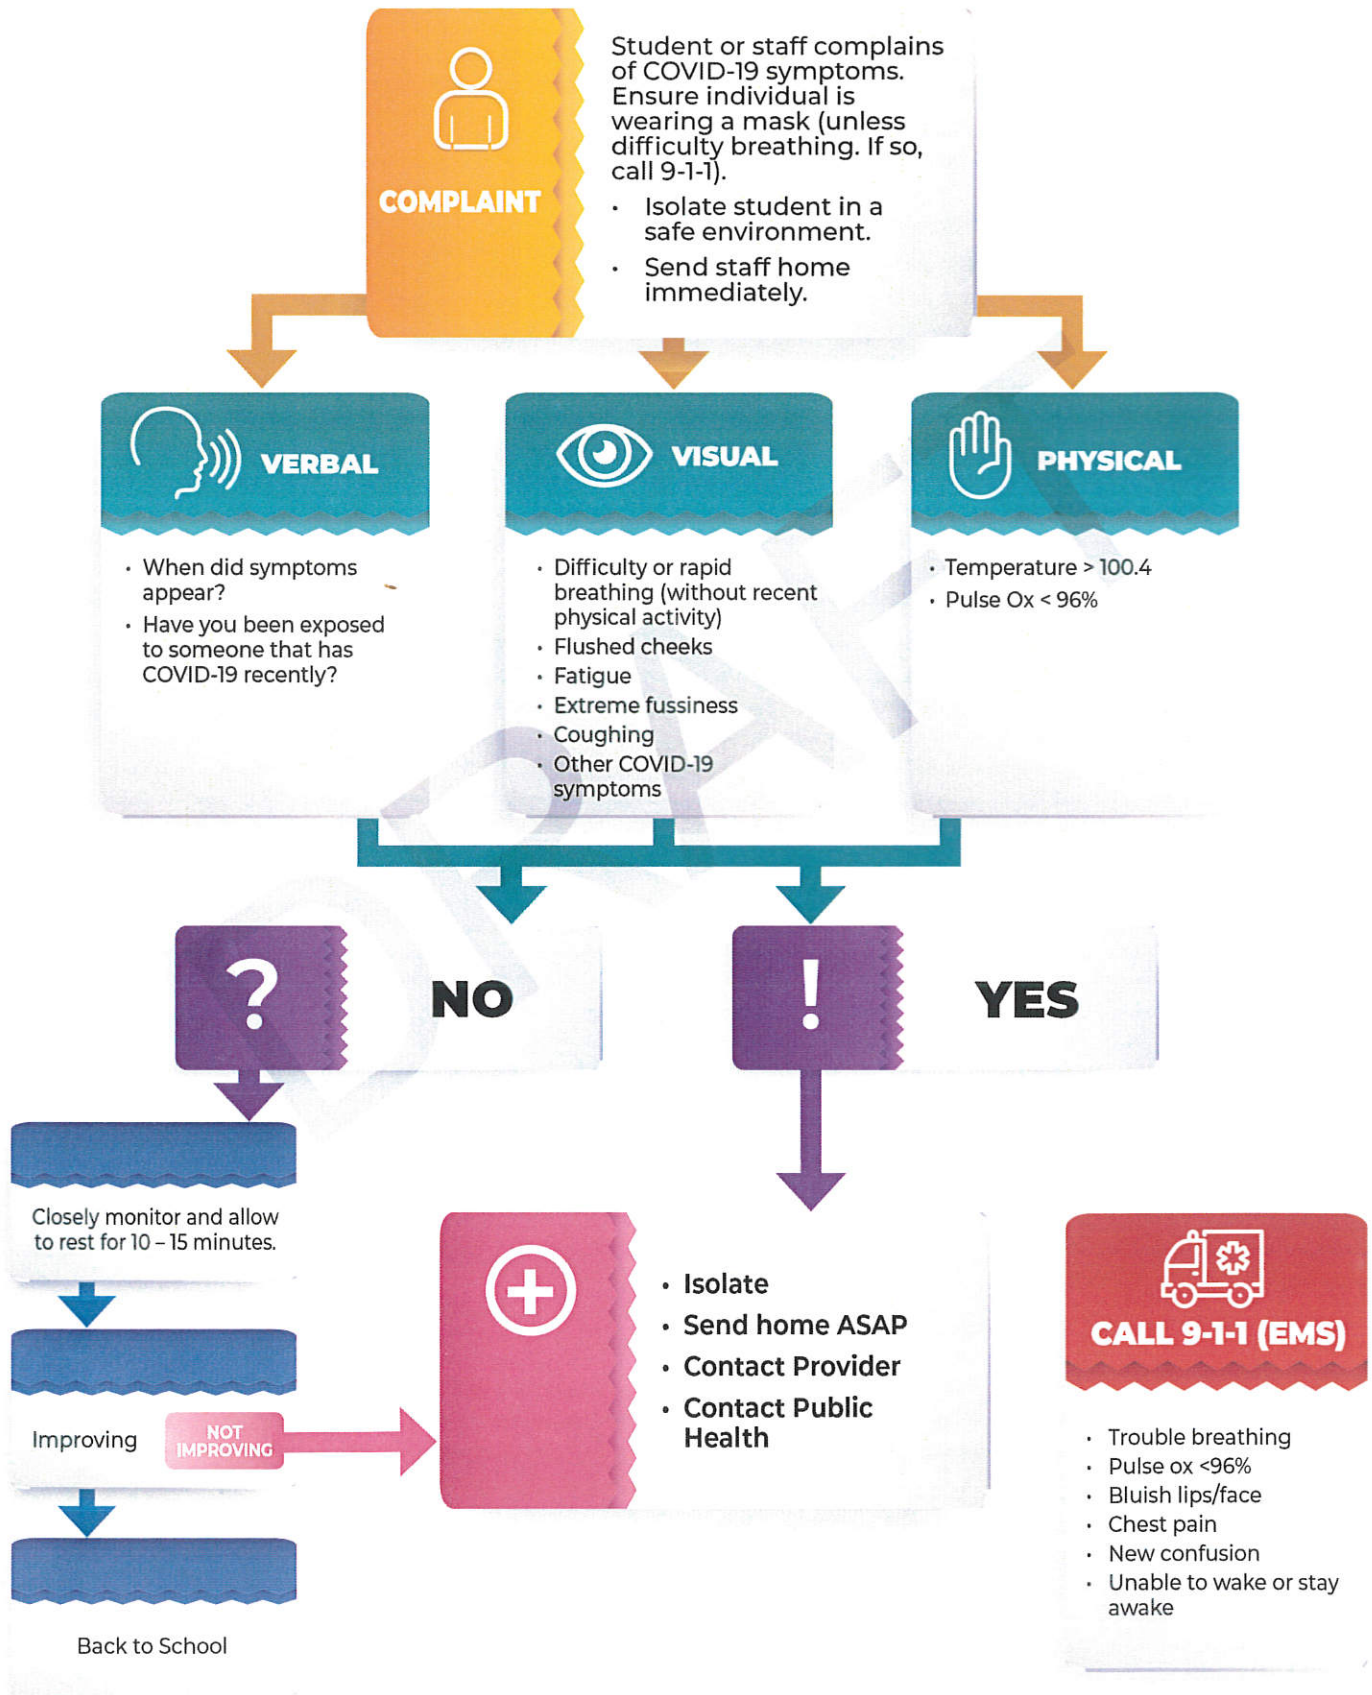 COMPLAINT
Student or staff complains
of COVID-19 symptoms.
Ensure individual is
wearing a mask (unless
difficulty breathing. If so,
call 9-1-1).
· Isolate student in a
safe environment.
· Send staff home
immediately.
VERBAL
· When did symptoms
appear?
· Have you been exposed
to someone that has
COVID-19 recently?
VISUAL
· Difficulty or rapid
breathing (without recent
physical activity)
· Flushed cheeks
· Fatigue
· Extreme fussiness
· Coughing
· Other COVID-19
symptoms
PHYSICAL
· Temperature > 100.4
· Pulse Ox < 96%
DRAFT
?
NO
!
YES
Closely monitor and allow
to rest for 10 – 15 minutes.
Improving
NOT
IMPROVING
Back to School
· Isolate
· Send home ASAP
· Contact Provider
· Contact Public
Health
CALL 9-1-1 (EMS)
· Trouble breathing
· Pulse ox <96%
· Bluish lips/face
· Chest pain
· New confusion
· Unable to wake or stay
awake